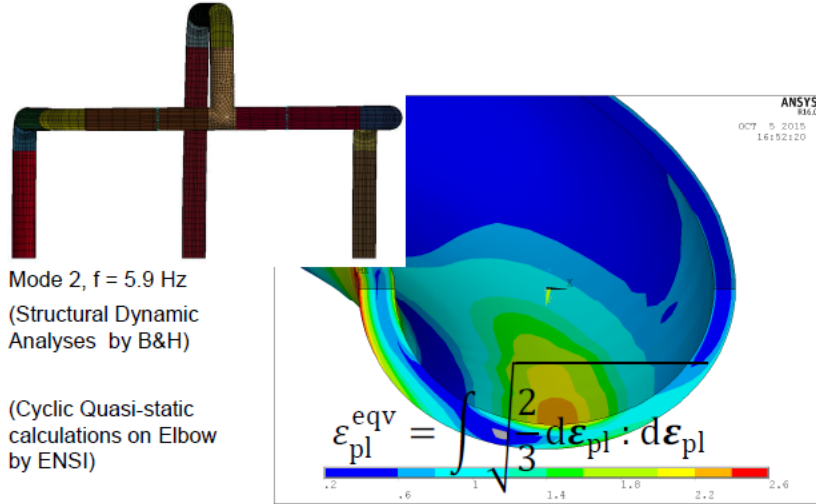 ANSYS
R16.0
OCT 5 2015
16:52:20
X
Mode 2, f = 5.9 Hz
(Structural Dynamic
Analyses by B&H)
(Cyclic Quasi-static
calculations on Elbow
by ENSI)
ε_pl^eqv = ∫ √(2/3 dε_pl : dε_pl)
.2 .6 1 1.4 1.8 2.2 2.6